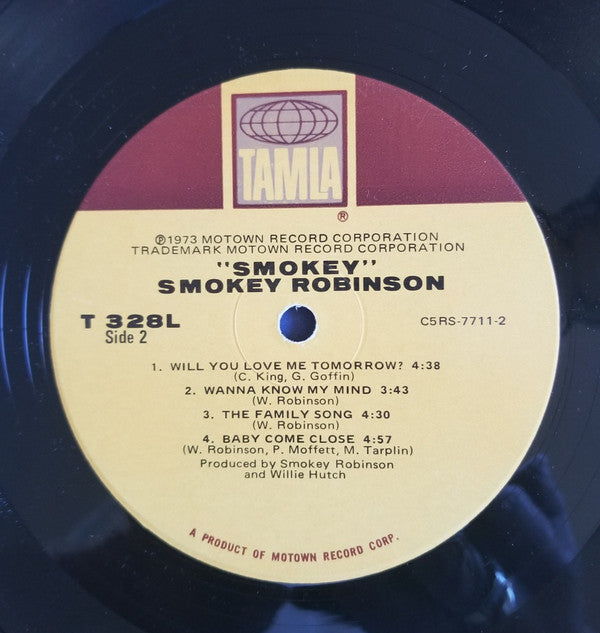 TAMLA
®
℗1973 MOTOWN RECORD CORPORATION
TRADEMARK MOTOWN RECORD CORPORATION
"SMOKEY"
SMOKEY ROBINSON
T 328L
Side 2
C5RS-7711-2
1. WILL YOU LOVE ME TOMORROW? 4:38
(C. King, G. Goffin)
2. WANNA KNOW MY MIND 3:43
(W. Robinson)
3. THE FAMILY SONG 4:30
(W. Robinson)
4. BABY COME CLOSE 4:57
(W. Robinson, P. Moffett, M. Tarplin)
Produced by Smokey Robinson
and Willie Hutch
A PRODUCT OF MOTOWN RECORD CORP.